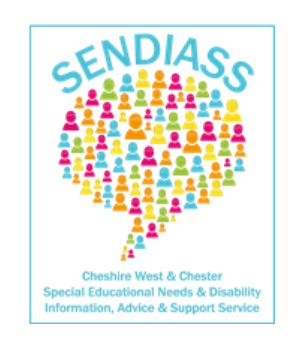 SENDIASS
Cheshire West & Chester
Special Educational Needs & Disability
Information, Advice & Support Service